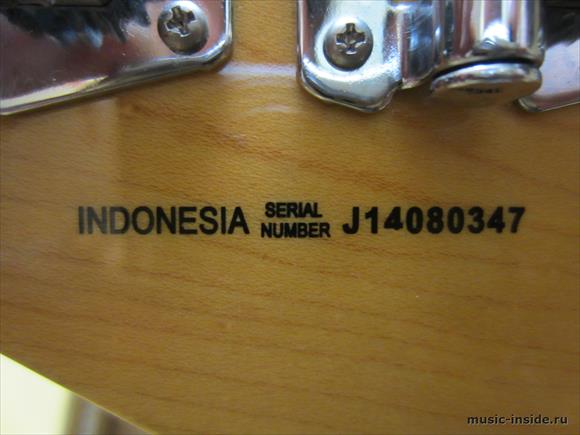 INDONESIA SERIAL NUMBER J14080347
music-inside.ru